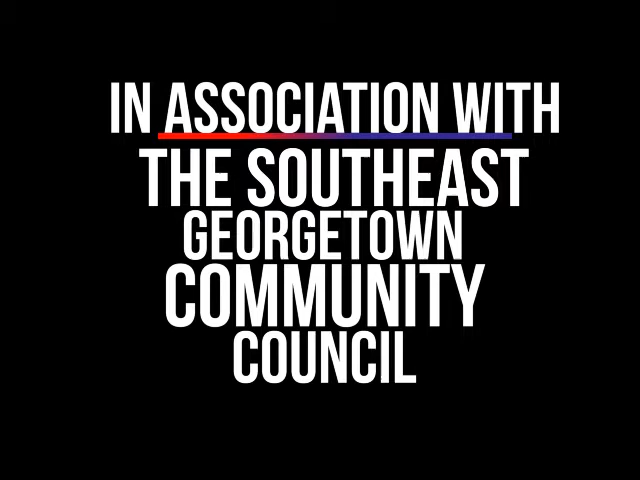 IN ASSOCIATION WITH
THE SOUTHEAST
GEORGETOWN
COMMUNITY
COUNCIL